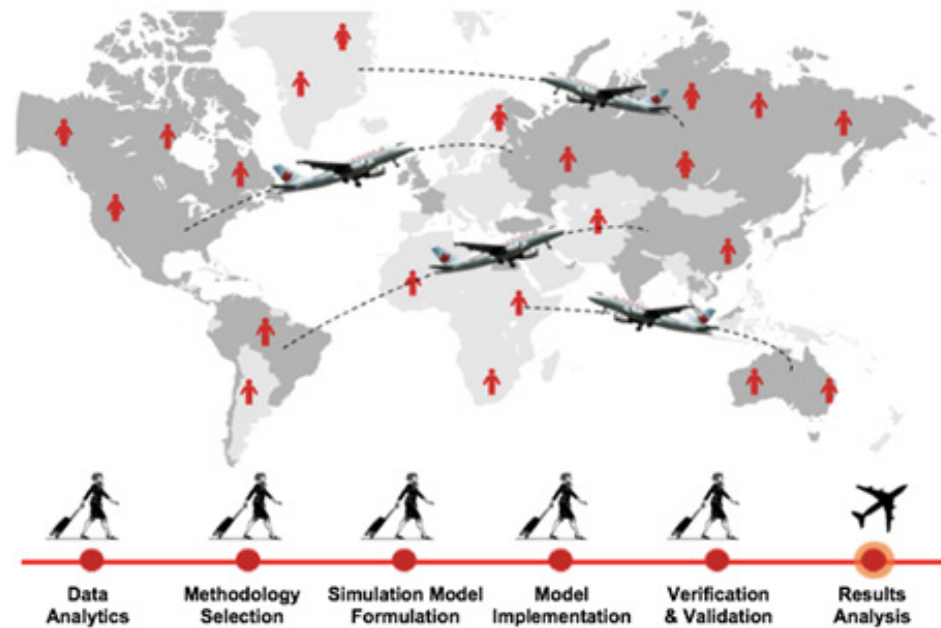 Data
Analytics
Methodology
Selection
Simulation Model
Formulation
Model
Implementation
Verification
& Validation
Results
Analysis